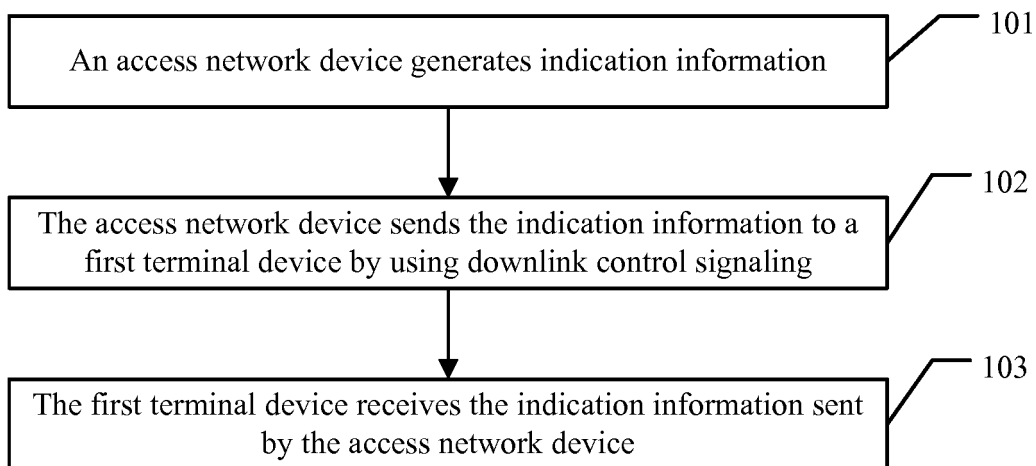 101
An access network device generates indication information
102
The access network device sends the indication information to a
first terminal device by using downlink control signaling
103
The first terminal device receives the indication information sent
by the access network device